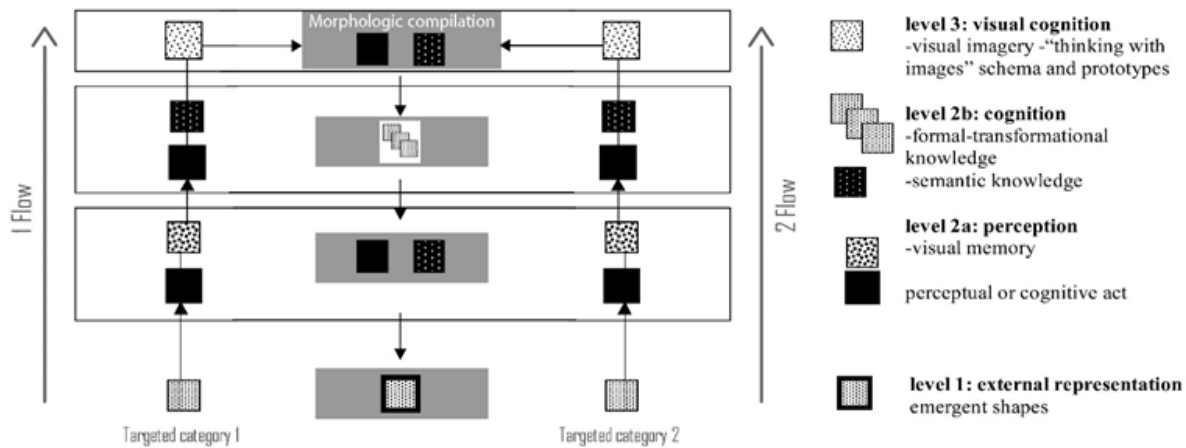 Morphologic compilation
1 Flow
Targeted category 1
Targeted category 2
2 Flow
level 3: visual cognition
-visual imagery -“thinking with
images” schema and prototypes
level 2b: cognition
-formal-transformational
knowledge
-semantic knowledge
level 2a: perception
-visual memory
perceptual or cognitive act
level 1: external representation
emergent shapes